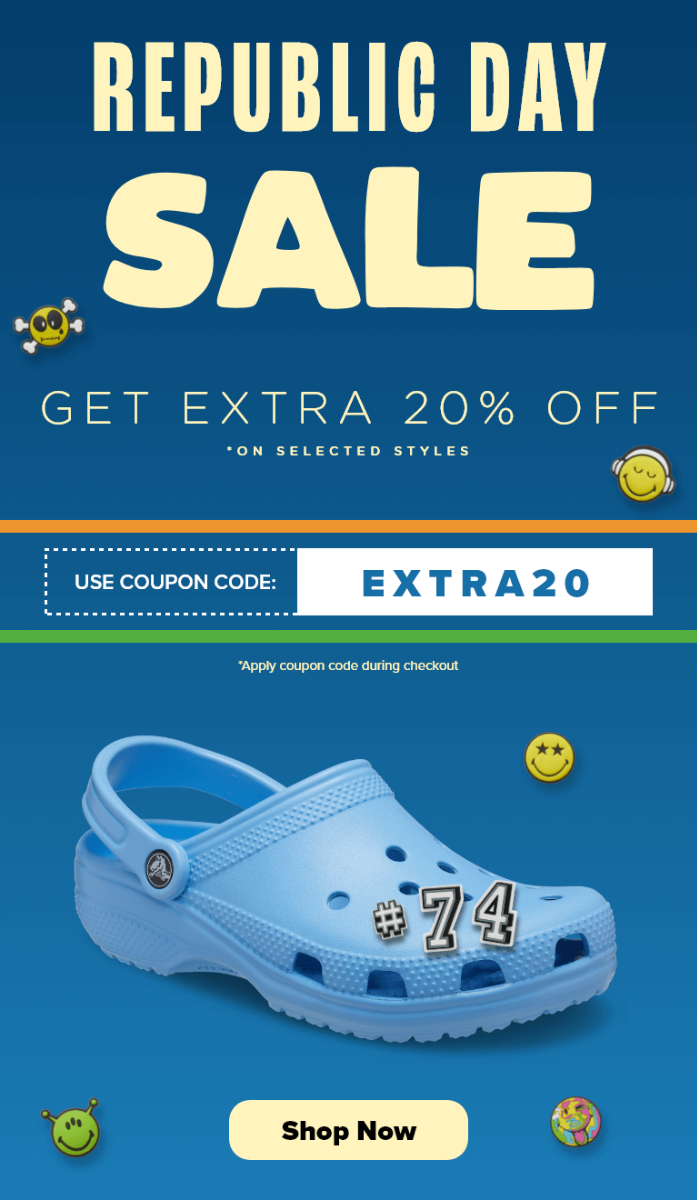 REPUBLIC DAY
SALE
GET EXTRA 20% OFF
*ON SELECTED STYLES
USE COUPON CODE: EXTRA20
*Apply coupon code during checkout
#74
Shop Now